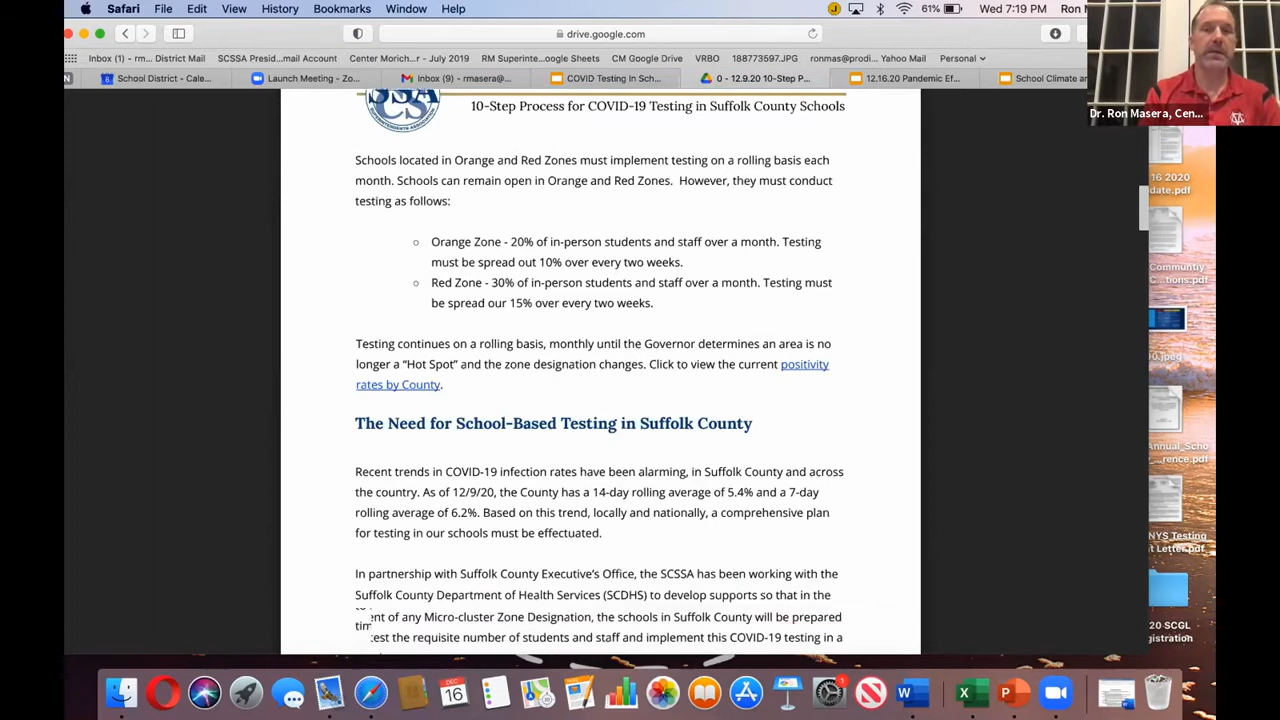 Safari File Edit View History Bookmarks Window Help
61% Wed 7:19 PM Ron M
drive.google.com
Inbox (1) - rm... District Mail SCSSA Presid...mail Account Center Morich...r - July 2019 RM Superinte...oogle Sheets CM Google Drive VRBO 188773597.JPG ronmas@prodi... Yahoo Mail Personal
N School District - Cale... Launch Meeting - Zo... Inbox (9) - rmasera@... COVID Testing In Sch... 0 - 12.9.20 10-Step P... 12.16.20 Pandemic Ef... School Climate an
Dr. Ron Masera, Cen...
SSA
10-Step Process for COVID-19 Testing in Suffolk County Schools
Schools located in Orange and Red Zones must implement testing on a rolling basis each
month. Schools can remain open in Orange and Red Zones. However, they must conduct
testing as follows:
Orange Zone - 20% of in-person students and staff over a month. Testing
must spread out 10% over every two weeks.
Red Zone - 30% of in-person students and staff over a month. Testing must
be spread out 15% over every two weeks.
Testing continues on basis, monthly until the Governor determines an area is no
longer a "Hot Spot" and the zone designation changes. Click to view the current positivity
rates by County.
The Need for School-Based Testing in Suffolk County
Recent trends in COVID-19 infection rates have been alarming, in Suffolk County and across
the country. As of 12/ /20, the County has a 14-day rolling average of 5.4% and a 7-day
rolling average of 6.2%. Based on this trend, locally and nationally, a comprehensive plan
for testing in our schools must be effectuated.
In partnership with Suffolk County Executive's Office, the SCSSA has been working with the
Suffolk County Department of Health Services (SCDHS) to develop supports so that in the
ent of any Micro-cluster Zone Designation, the schools in Suffolk County will be prepared
tim
test the requisite number of students and staff and implement this COVID-19 testing in a
16 2020
date.pdf
Communtiy
C...tions.pdf
00.jpeg
Annual_Scho
...rence.pdf
NYS Testing
t Letter.pdf
20 SCGL
gistration
DEC
16
1